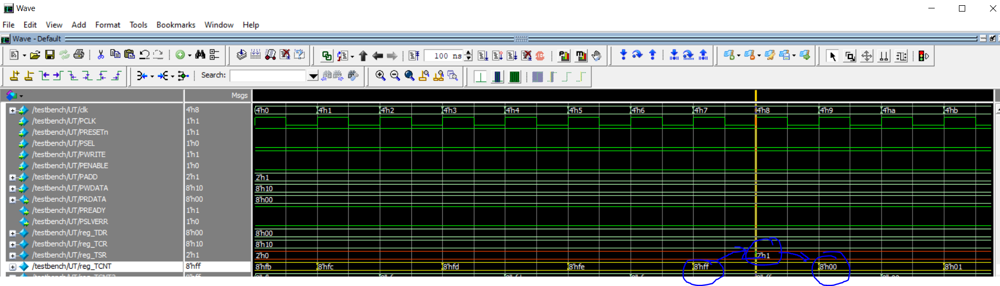 Wave
File Edit View Add Format Tools Bookmarks Window Help
Wave - Default
100 ns
Search:
Msgs
/testbench/UT/clk 4'h8 4'h0 4'h1 4'h2 4'h3 4'h4 4'h5 4'h6 4'h7 4'h8 4'h9 4'ha 4'hb
/testbench/UT/PCLK 1'h1
/testbench/UT/PRESETn 1'h1
/testbench/UT/PSEL 1'h0
/testbench/UT/PWRITE 1'h1
/testbench/UT/PENABLE 1'h0
/testbench/UT/PADD 2'h1 2'h1
/testbench/UT/PWDATA 8'h10 8'h10
/testbench/UT/PRDATA 8'h00 8'h00
/testbench/UT/PREADY 1'h1
/testbench/UT/PSLVERR 1'h0
/testbench/UT/reg_TDR 8'h00 8'h00
/testbench/UT/reg_TCR 8'h10 8'h10
/testbench/UT/reg_TSR 2'h1 2'h0 2'h1
/testbench/UT/reg_TCNT 8'hff 8'hfb 8'hfc 8'hfd 8'hfe 8'hff 8'h00 8'h01